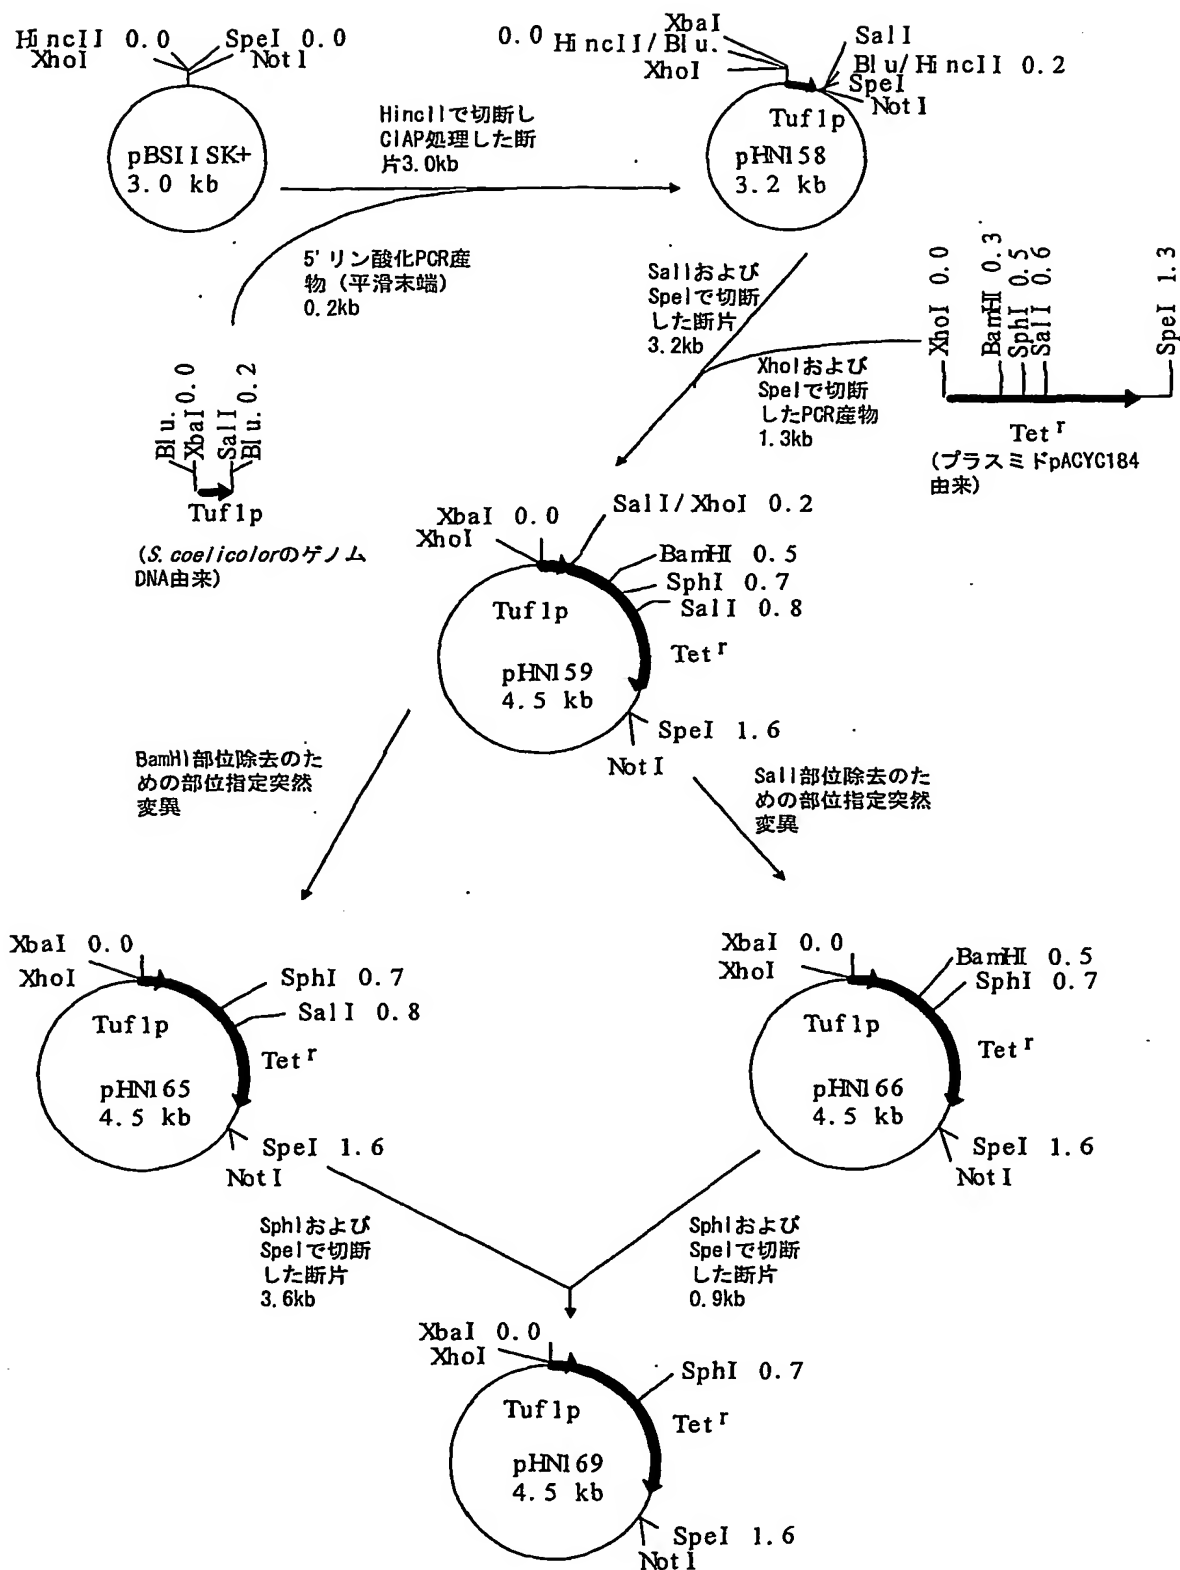 HincII 0.0
XhoI
SpeI 0.0
NotI
pBSIISK+
3.0 kb
HincIIで切断し
CIAP処理した断
片3.0kb
XbaI
0.0 HincII/Blu.
XhoI
SalI
Blu/HincII 0.2
SpeI
NotI
Tuf1p
pHN158
3.2 kb
5' リン酸化PCR産
物（平滑末端）
0.2kb
Blu.
XbaI 0.0
SalI
Blu. 0.2
Tuf1p
(S. coelicolorのゲノム
DNA由来)
SalIおよび
SpeIで切断
した断片
3.2kb
XhoIおよび
SpeIで切断
したPCR産物
1.3kb
XhoI 0.0
BamHI 0.3
SphI 0.5
SalI 0.6
SpeI 1.3
Tet r
(プラスミドpACYC184
由来)
XbaI 0.0
XhoI
SalI/XhoI 0.2
BamHI 0.5
SphI 0.7
SalI 0.8
Tuf1p
Tet r
pHN159
4.5 kb
SpeI 1.6
NotI
BamHI部位除去のた
めの部位指定突然
変異
SalI部位除去のた
めの部位指定突然
変異
XbaI 0.0
XhoI
SphI 0.7
SalI 0.8
Tuf1p
Tet r
pHN165
4.5 kb
SpeI 1.6
NotI
XbaI 0.0
XhoI
BamHI 0.5
SphI 0.7
Tuf1p
Tet r
pHN166
4.5 kb
SpeI 1.6
NotI
SphIおよび
SpeIで切断
した断片
3.6kb
SphIおよび
SpeIで切断
した断片
0.9kb
XbaI 0.0
XhoI
SphI 0.7
Tuf1p
Tet r
pHN169
4.5 kb
SpeI 1.6
NotI